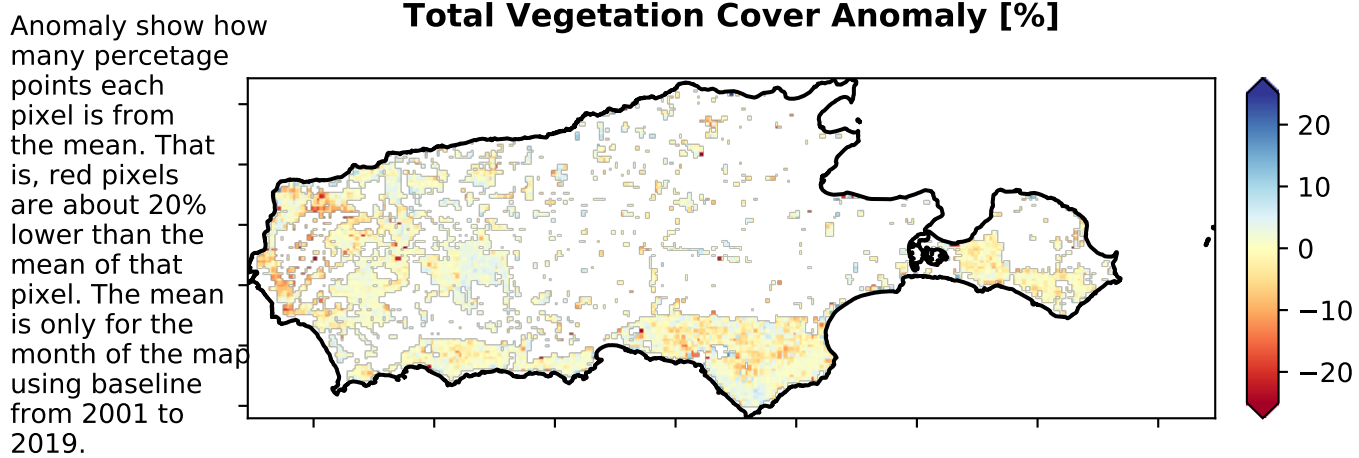 Total Vegetation Cover Anomaly [%]
Anomaly show how
many percetage
points each
pixel is from
the mean. That
is, red pixels
are about 20%
lower than the
mean of that
pixel. The mean
is only for the
month of the map
using baseline
from 2001 to
2019.
20
10
0
−10
−20